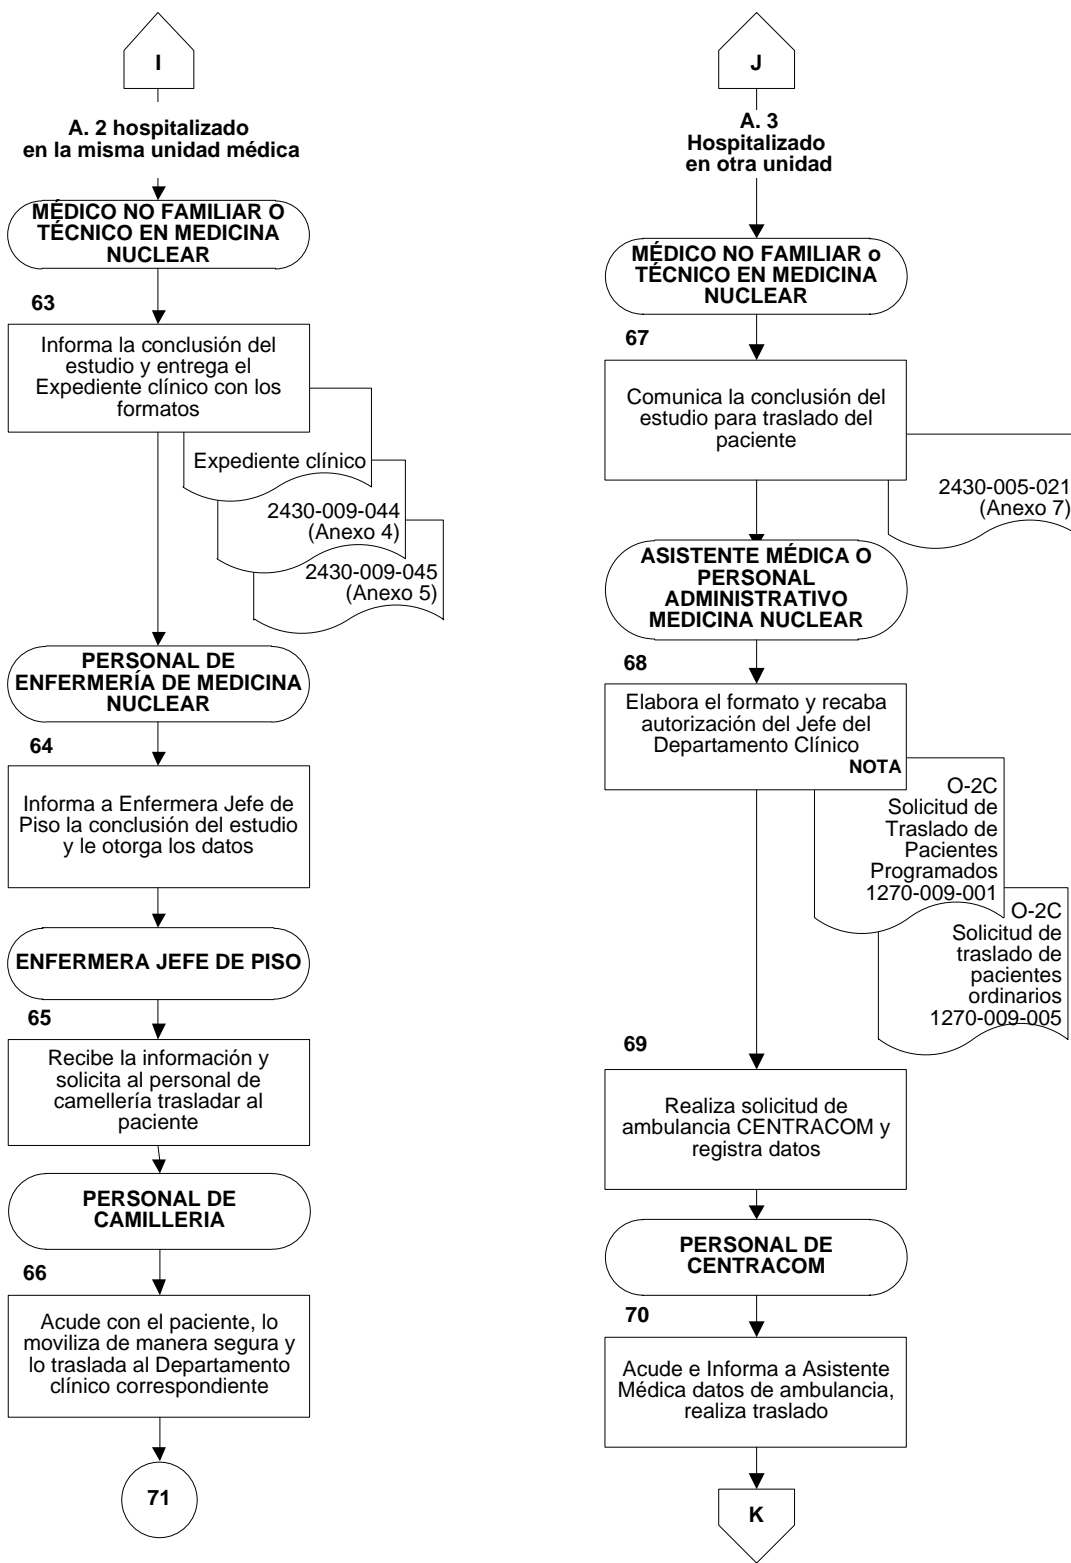 I
A. 2 hospitalizado
en la misma unidad médica
MÉDICO NO FAMILIAR O
TÉCNICO EN MEDICINA
NUCLEAR
63
Informa la conclusión del
estudio y entrega el
Expediente clínico con los
formatos
Expediente clínico
2430-009-044
(Anexo 4)
2430-009-045
(Anexo 5)
PERSONAL DE
ENFERMERÍA DE MEDICINA
NUCLEAR
64
Informa a Enfermera Jefe de
Piso la conclusión del estudio
y le otorga los datos
ENFERMERA JEFE DE PISO
65
Recibe la información y
solicita al personal de
camellería trasladar al
paciente
PERSONAL DE
CAMILLERIA
66
Acude con el paciente, lo
moviliza de manera segura y
lo traslada al Departamento
clínico correspondiente
71
J
A. 3
Hospitalizado
en otra unidad
MÉDICO NO FAMILIAR o
TÉCNICO EN MEDICINA
NUCLEAR
67
Comunica la conclusión del
estudio para traslado del
paciente
2430-005-021
(Anexo 7)
ASISTENTE MÉDICA O
PERSONAL
ADMINISTRATIVO
MEDICINA NUCLEAR
68
Elabora el formato y recaba
autorización del Jefe del
Departamento Clínico
NOTA
O-2C
Solicitud de
Traslado de
Pacientes
Programados
1270-009-001
O-2C
Solicitud de
traslado de
pacientes
ordinarios
1270-009-005
69
Realiza solicitud de
ambulancia CENTRACOM y
registra datos
PERSONAL DE
CENTRACOM
70
Acude e Informa a Asistente
Médica datos de ambulancia,
realiza traslado
K